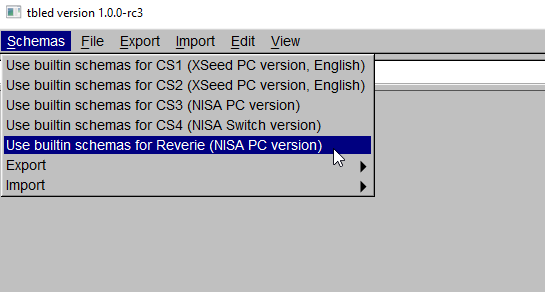 tbled version 1.0.0-rc3
Schemas File Export Import Edit View
Use builtin schemas for CS1 (XSeed PC version, English)
Use builtin schemas for CS2 (XSeed PC version, English)
Use builtin schemas for CS3 (NISA PC version)
Use builtin schemas for CS4 (NISA Switch version)
Use builtin schemas for Reverie (NISA PC version)
Export
Import